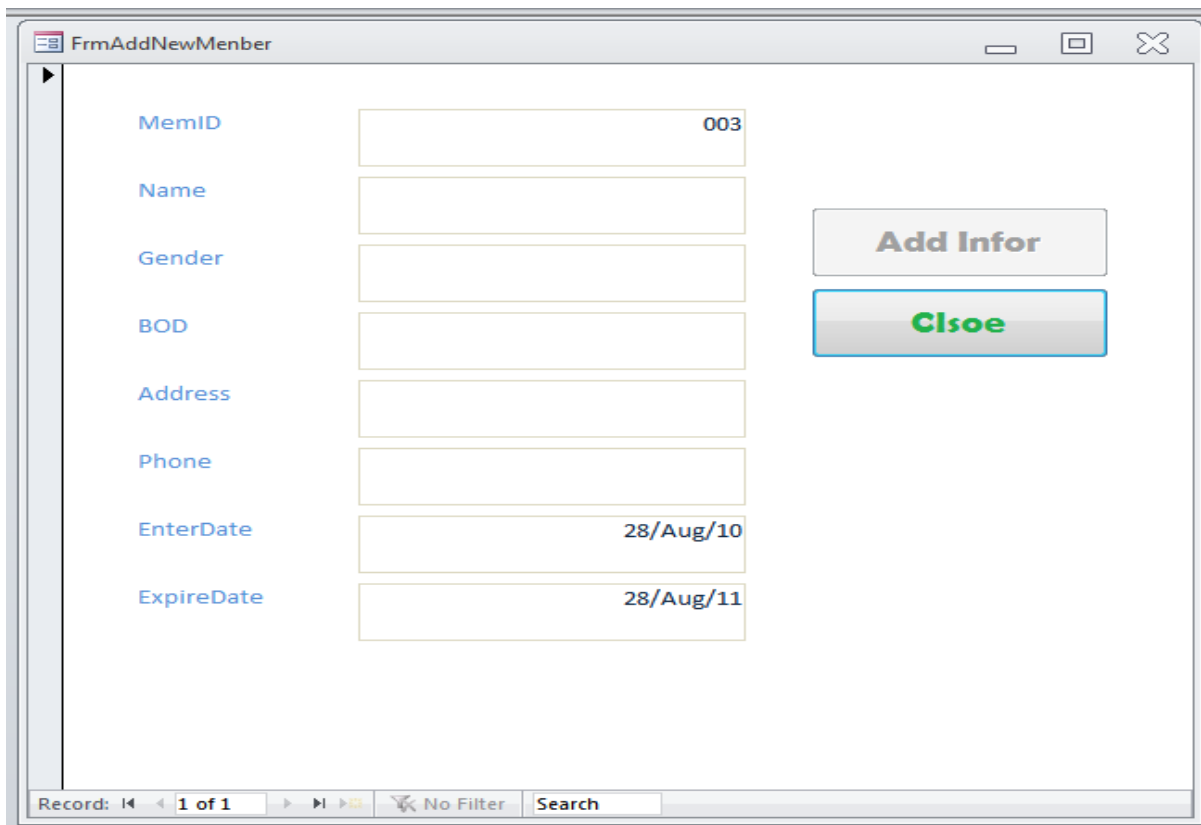 FrmAddNewMenber
MemID 003
Name
Gender
BOD
Address
Phone
EnterDate 28/Aug/10
ExpireDate 28/Aug/11
Add Infor
Clsoe
Record: 1 of 1 No Filter Search